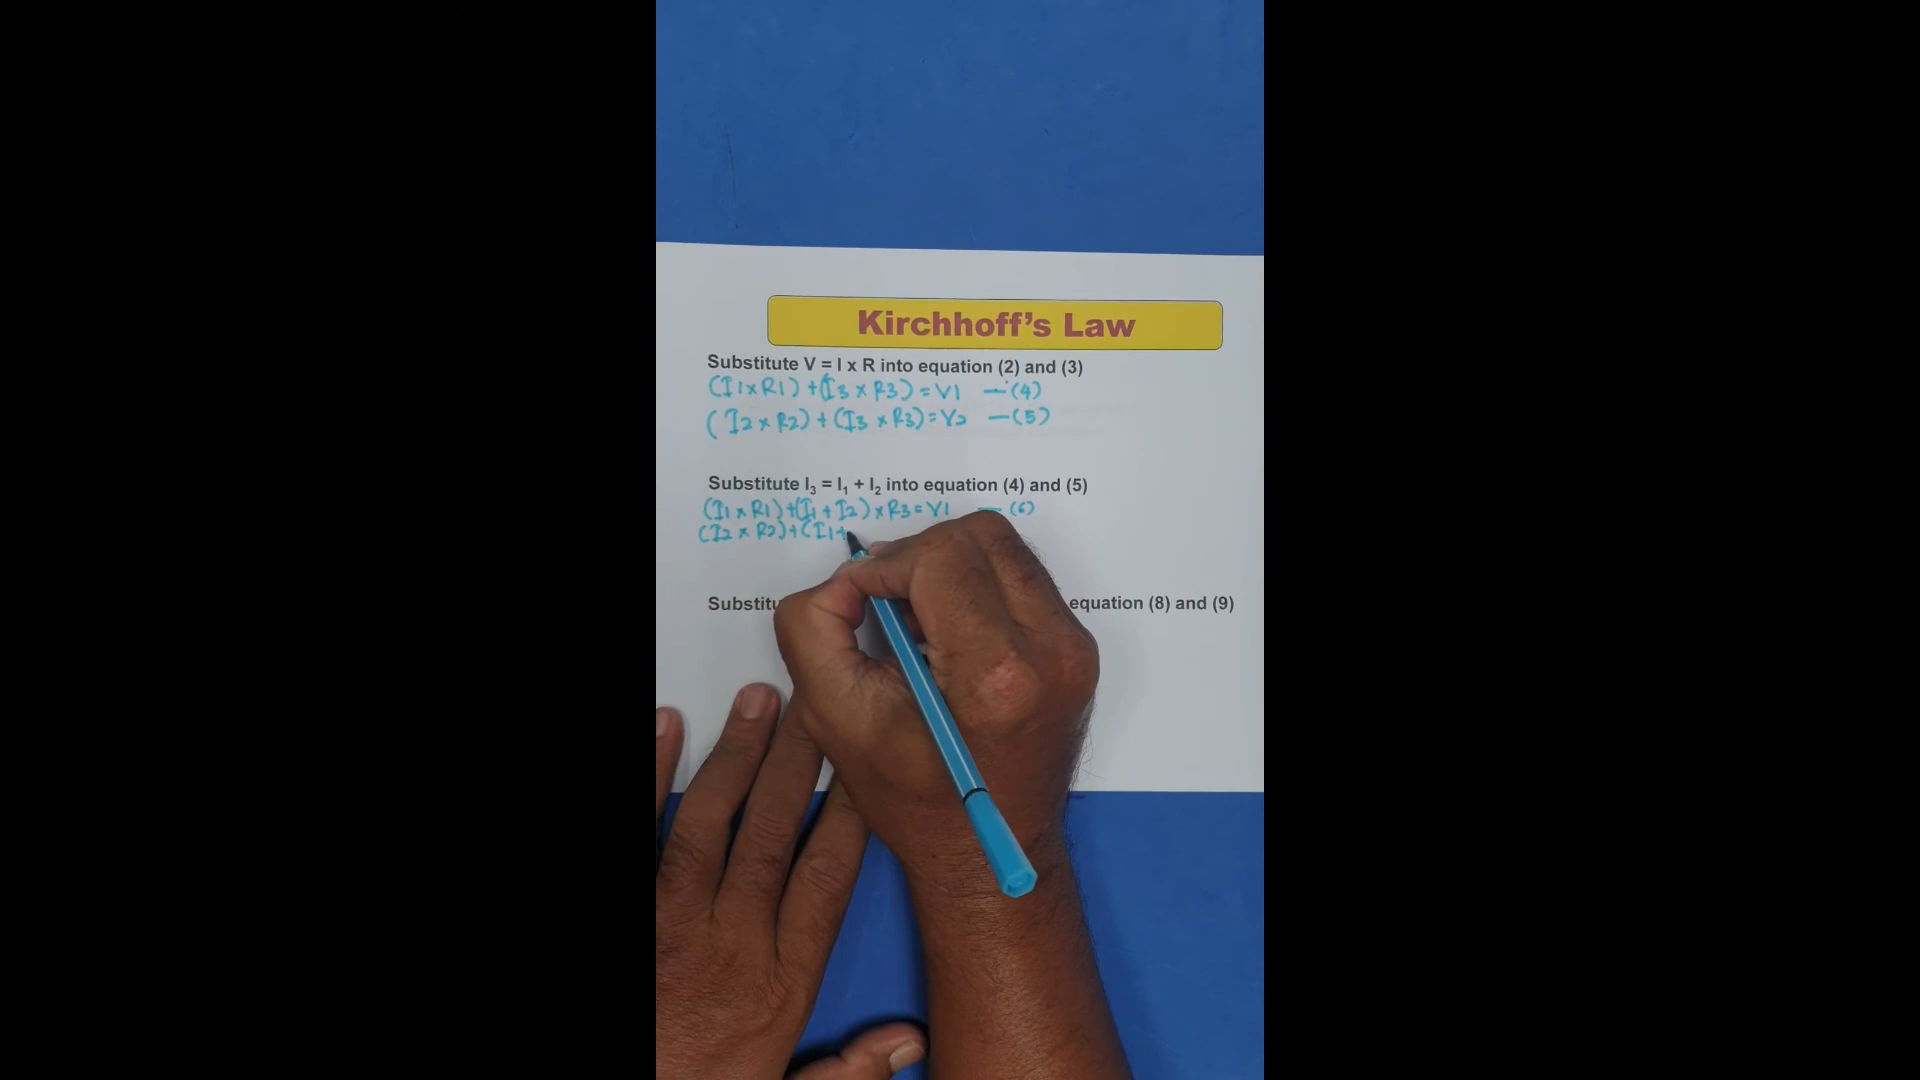 Kirchhoff's Law
Substitute V = I x R into equation (2) and (3)
(I1×R1)+(I3×R3)=V1 —(4)
(I2×R2)+(I3×R3)=V2 —(5)
Substitute I₃ = I₁ + I₂ into equation (4) and (5)
(I1×R1)+(I1+I2)×R3=V1 —(6)
(I2×R2)+(I1+
equation (8) and (9)